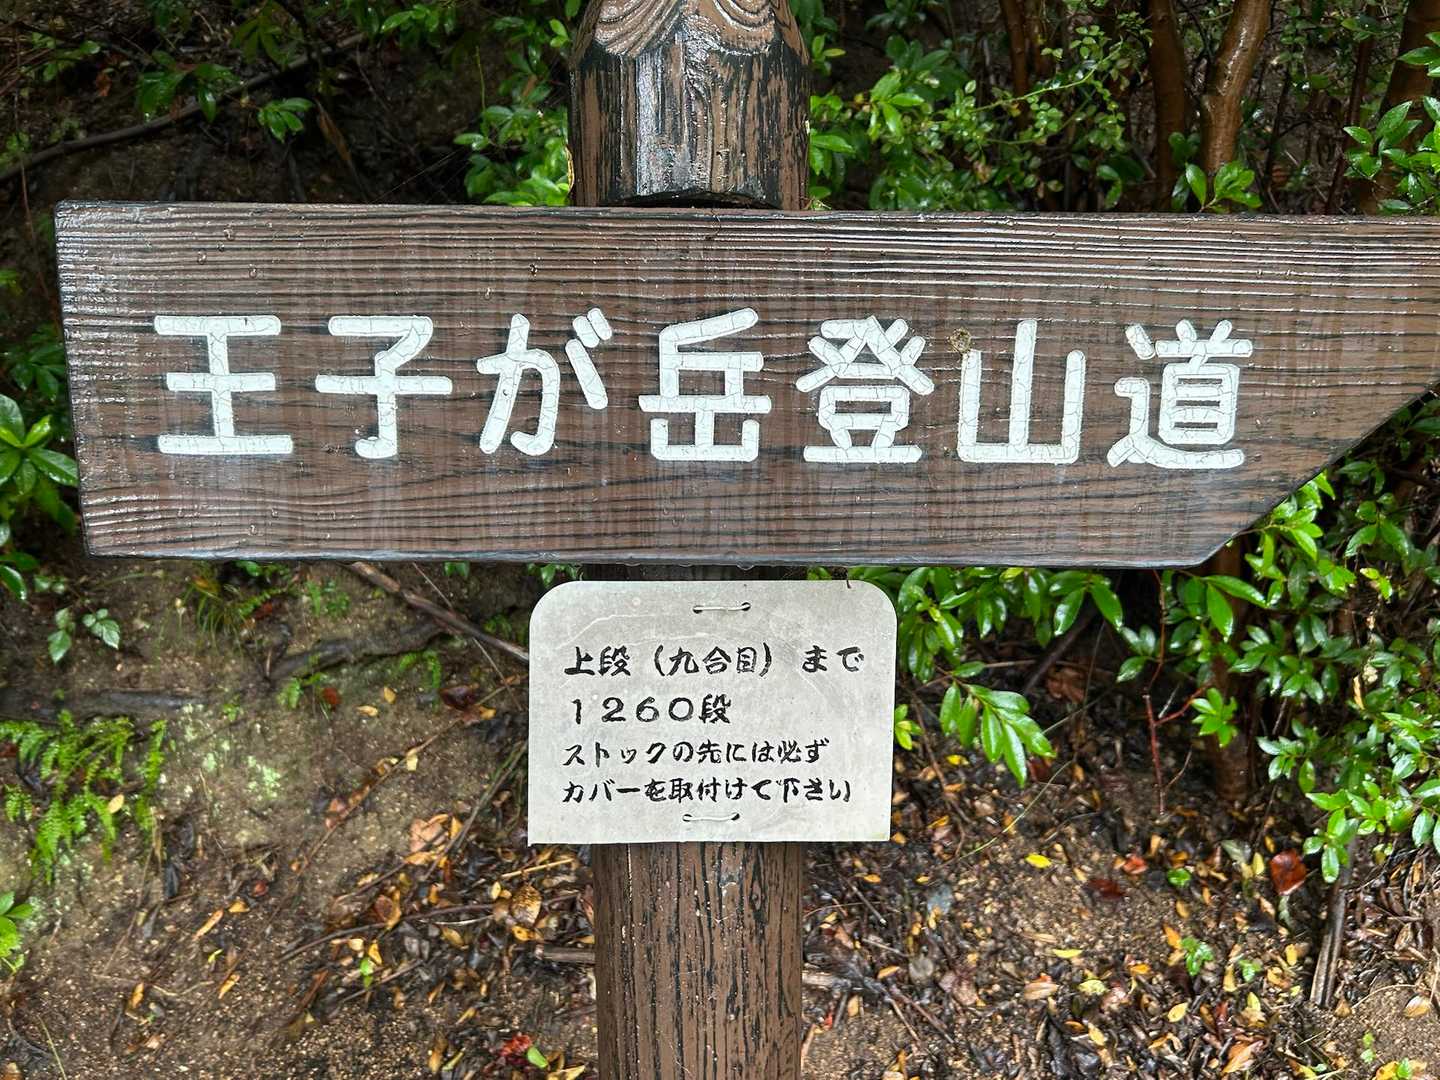 王子が岳登山道
上段（九合目）まで
１２６０段
ストックの先には必ず
カバーを取付けて下さい